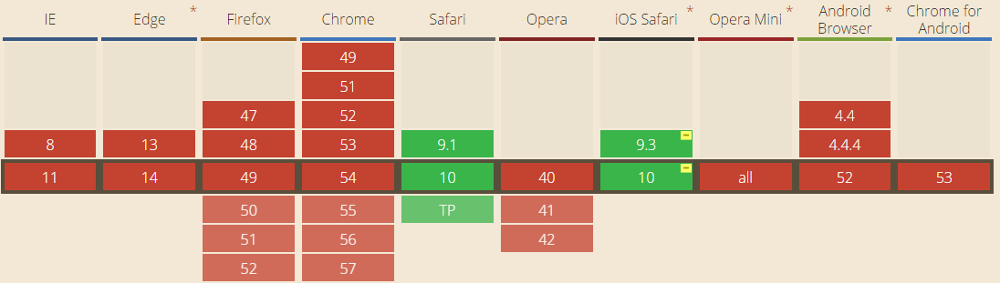 IE Edge * Firefox Chrome Safari Opera iOS Safari * Opera Mini * Android Browser * Chrome for Android
49
51
47 52 4.4
8 13 48 53 9.1 9.3 4.4.4
11 14 49 54 10 40 10 all 52 53
50 55 TP 41
51 56 42
52 57